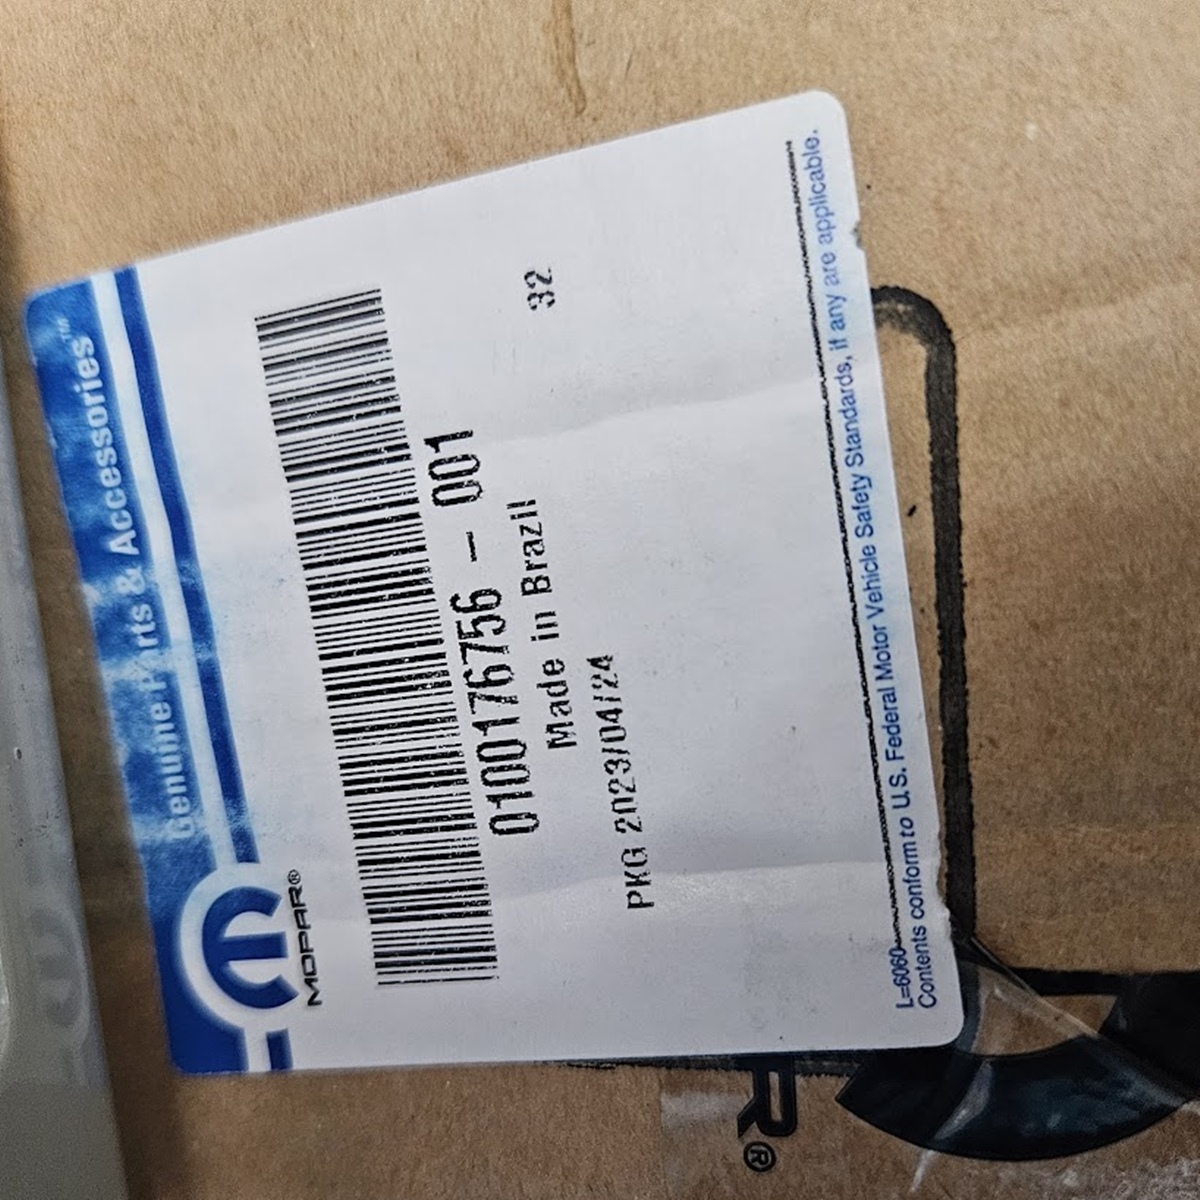 Genuine Parts & Accessories™
MOPAR®
0100176756 - 001
Made in Brazil
32
PKG 2023/04/24
L=6060
Contents conform to U.S. Federal Motor Vehicle Safety Standards, if any are applicable.
R®